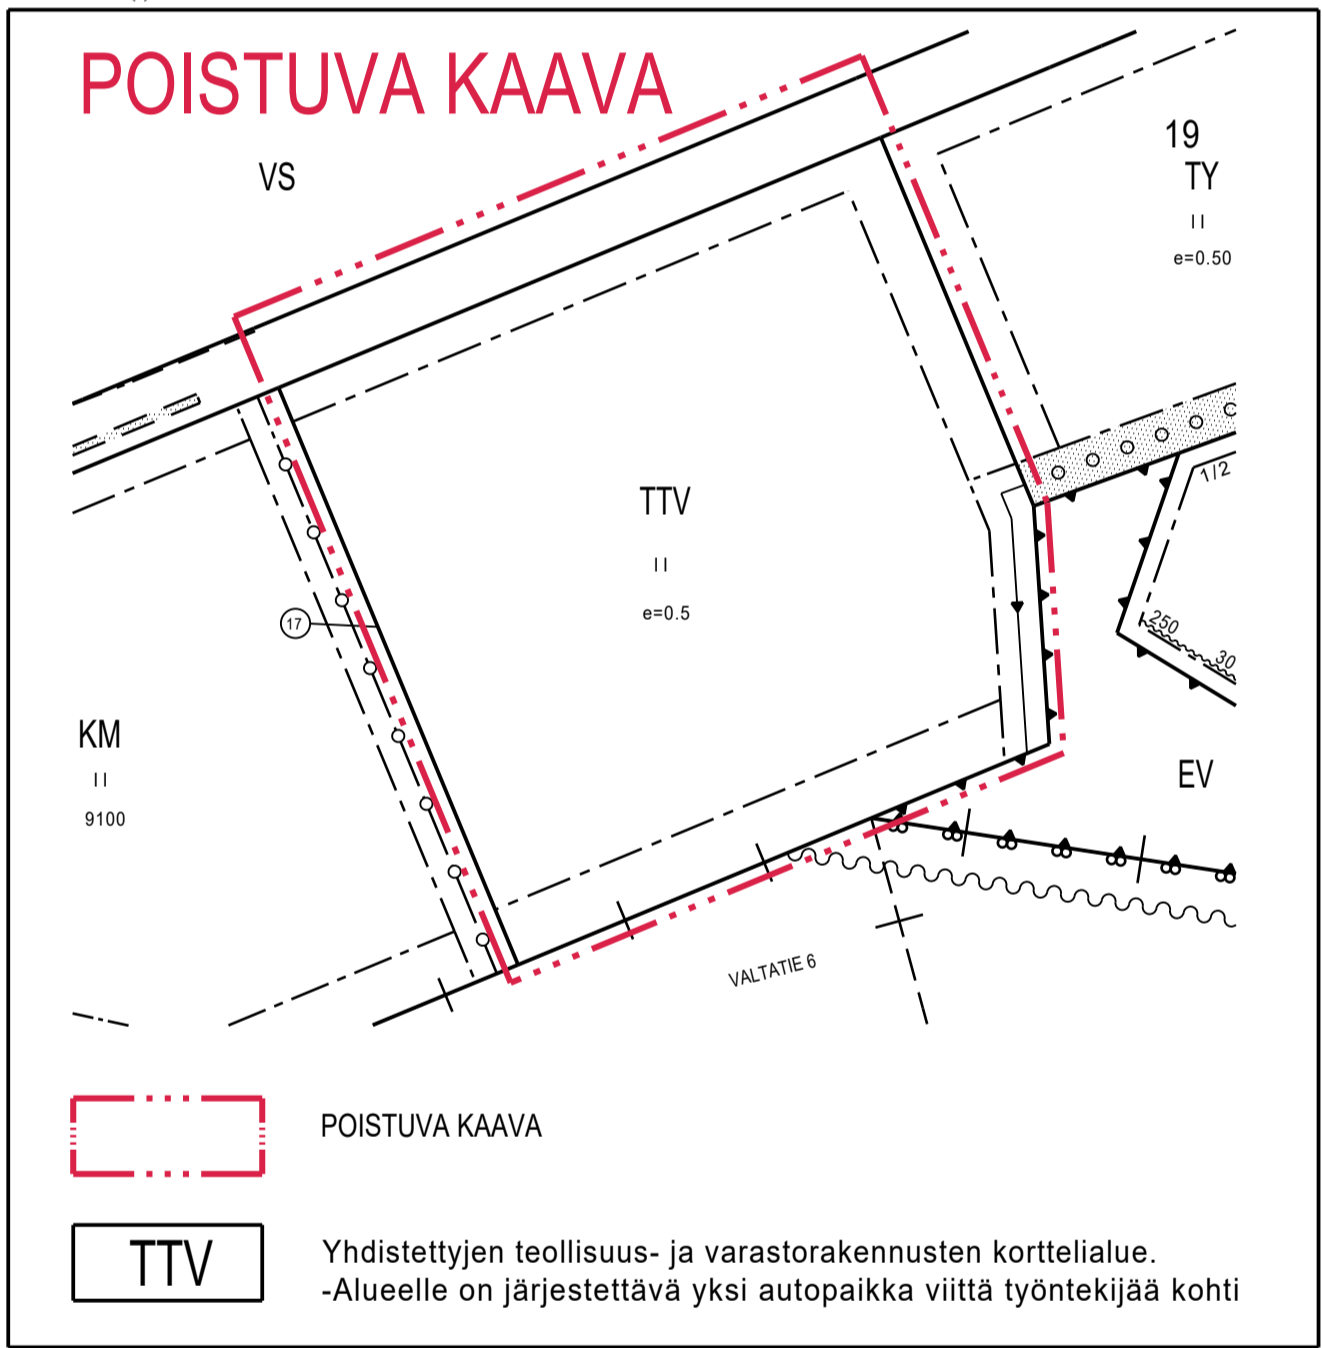 POISTUVA KAAVA
VS
19
TY
II
e=0.50
TTV
II
e=0.5
17
1/2
250
30
KM
II
9100
EV
VALTATIE 6
POISTUVA KAAVA
TTV
Yhdistettyjen teollisuus- ja varastorakennusten korttelialue.
-Alueelle on järjestettävä yksi autopaikka viittä työntekijää kohti